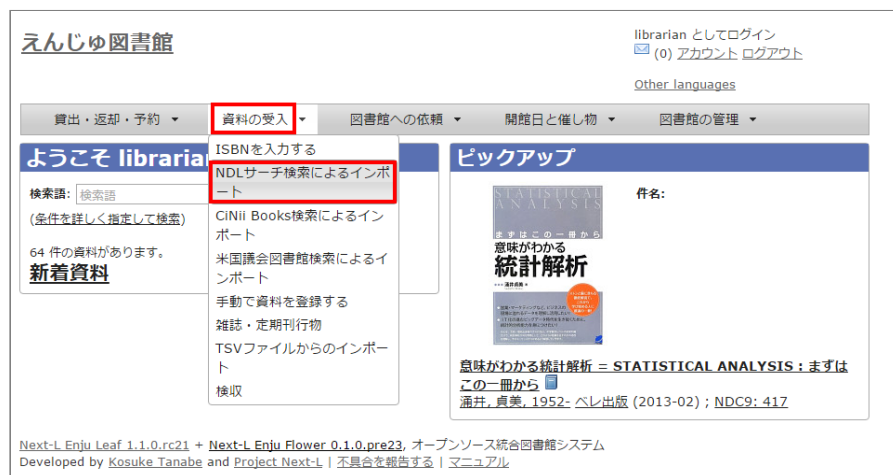 えんじゅ図書館
librarian としてログイン
(0) アカウント ログアウト
Other languages
貸出・返却・予約 ▼
資料の受入 ▼
図書館への依頼 ▼
開館日と催し物 ▼
図書館の管理 ▼
ようこそ libraria
検索語: 検索語
(条件を詳しく指定して検索)
64 件の資料があります。
新着資料
ISBNを入力する
NDLサーチ検索によるインポ
ート
CiNii Books検索によるイン
ポート
米国議会図書館検索によるイ
ンポート
手動で資料を登録する
雑誌・定期刊行物
TSVファイルからのインポー
ト
検収
ピックアップ
件名:
STATISTICAL
ANALYSIS
まずはこの一冊から
意味がわかる
統計解析
涌井貞美
ベレ出版
意味がわかる統計解析 = STATISTICAL ANALYSIS : まずは
この一冊から
涌井, 貞美, 1952- ベレ出版 (2013-02) ; NDC9: 417
Next-L Enju Leaf 1.1.0.rc21 + Next-L Enju Flower 0.1.0.pre23, オープンソース統合図書館システム
Developed by Kosuke Tanabe and Project Next-L | 不具合を報告する | マニュアル